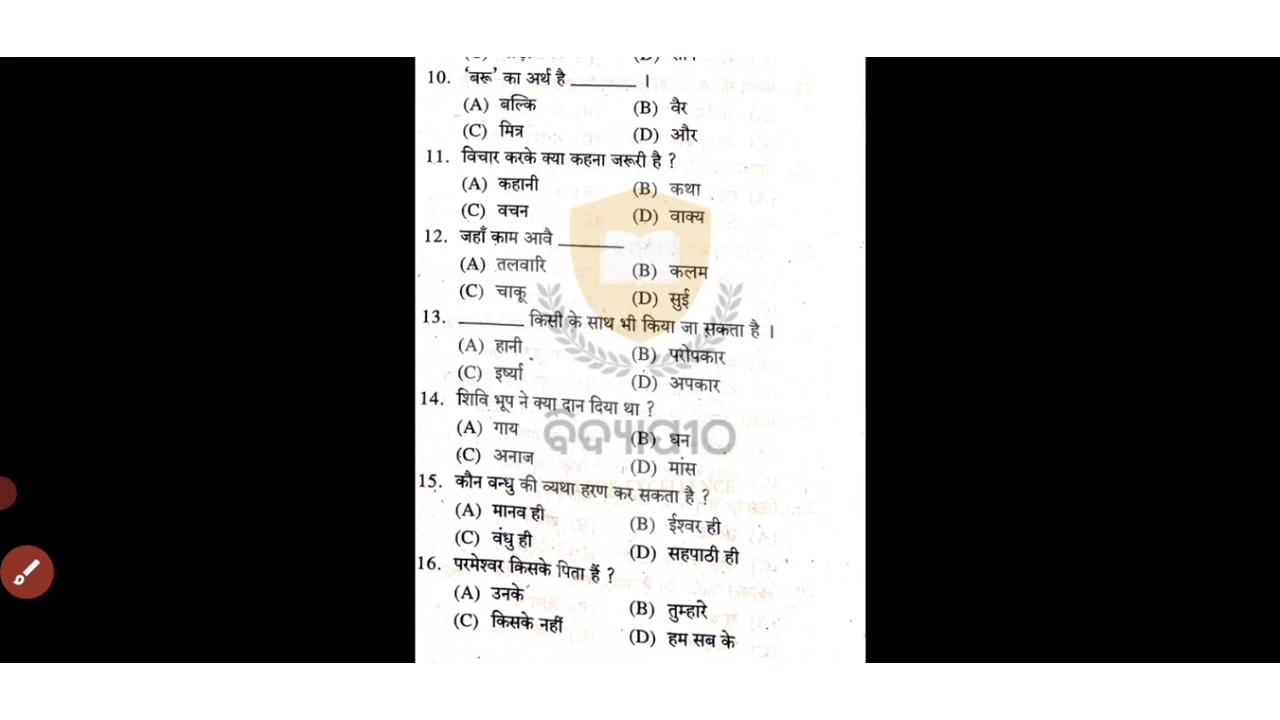 10. 'बरू' का अर्थ है ______ ।
(A) बल्कि (B) वैर
(C) मित्र (D) और
11. विचार करके क्या कहना जरूरी है ?
(A) कहानी (B) कथा
(C) वचन (D) वाक्य
12. जहाँ काम आवै ______
(A) तलवारि (B) कलम
(C) चाकू (D) सुई
13. ______ किसी के साथ भी किया जा सकता है ।
(A) हानी (B) परोपकार
(C) इर्ष्या (D) अपकार
14. शिवि भूप ने क्या दान दिया था ?
(A) गाय (B) धन
(C) अनाज (D) मांस
ବିଦ୍ୟାପୀଠ
15. कौन वन्धु की व्यथा हरण कर सकता है ?
(A) मानव ही (B) ईश्वर ही
(C) वंधु ही (D) सहपाठी ही
16. परमेश्वर किसके पिता हैं ?
(A) उनके (B) तुम्हारे
(C) किसके नहीं (D) हम सब के